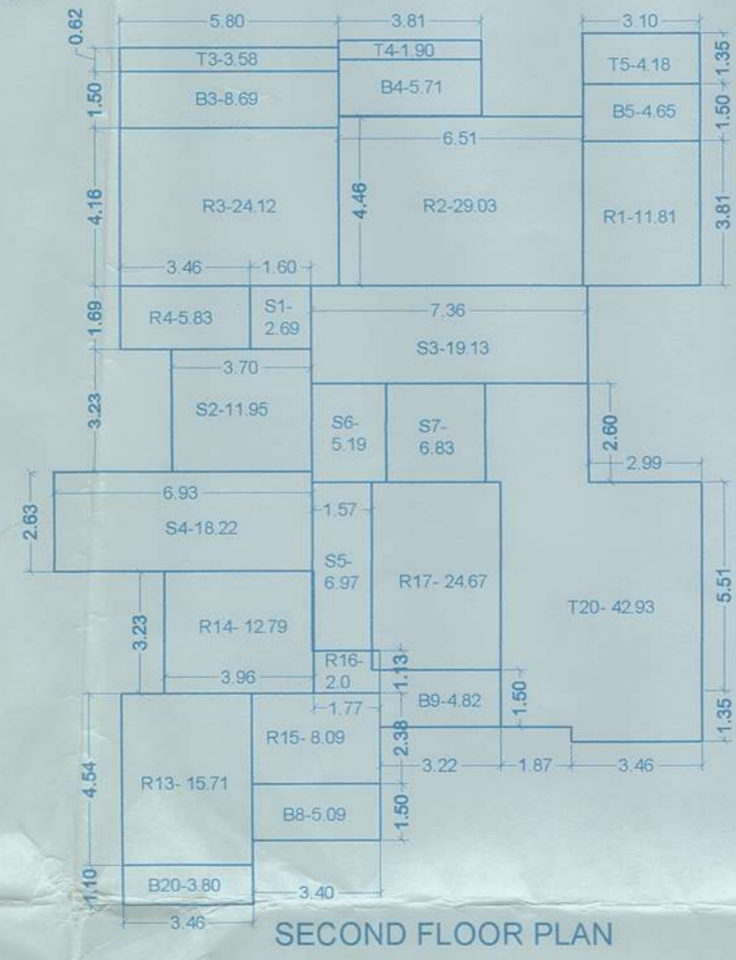 5.80
3.81
3.10
0.62
T3-3.58
T4-1.90
T5-4.18
1.35
1.50
B3-8.69
B4-5.71
B5-4.65
1.50
6.51
4.16
R3-24.12
4.46
R2-29.03
R1-11.81
3.81
3.46
1.60
1.69
R4-5.83
S1-
2.69
7.36
S3-19.13
3.70
3.23
S2-11.95
S6-
5.19
S7-
6.83
2.60
2.99
6.93
2.63
S4-18.22
1.57
S5-
6.97
R17- 24.67
T20- 42.93
5.51
3.23
R14- 12.79
3.96
R16-
2.0
1.13
1.77
B9-4.82
1.50
1.35
R15- 8.09
2.38
3.22
1.87
3.46
4.54
R13- 15.71
B8-5.09
1.50
1.10
B20-3.80
3.40
3.46
SECOND FLOOR PLAN